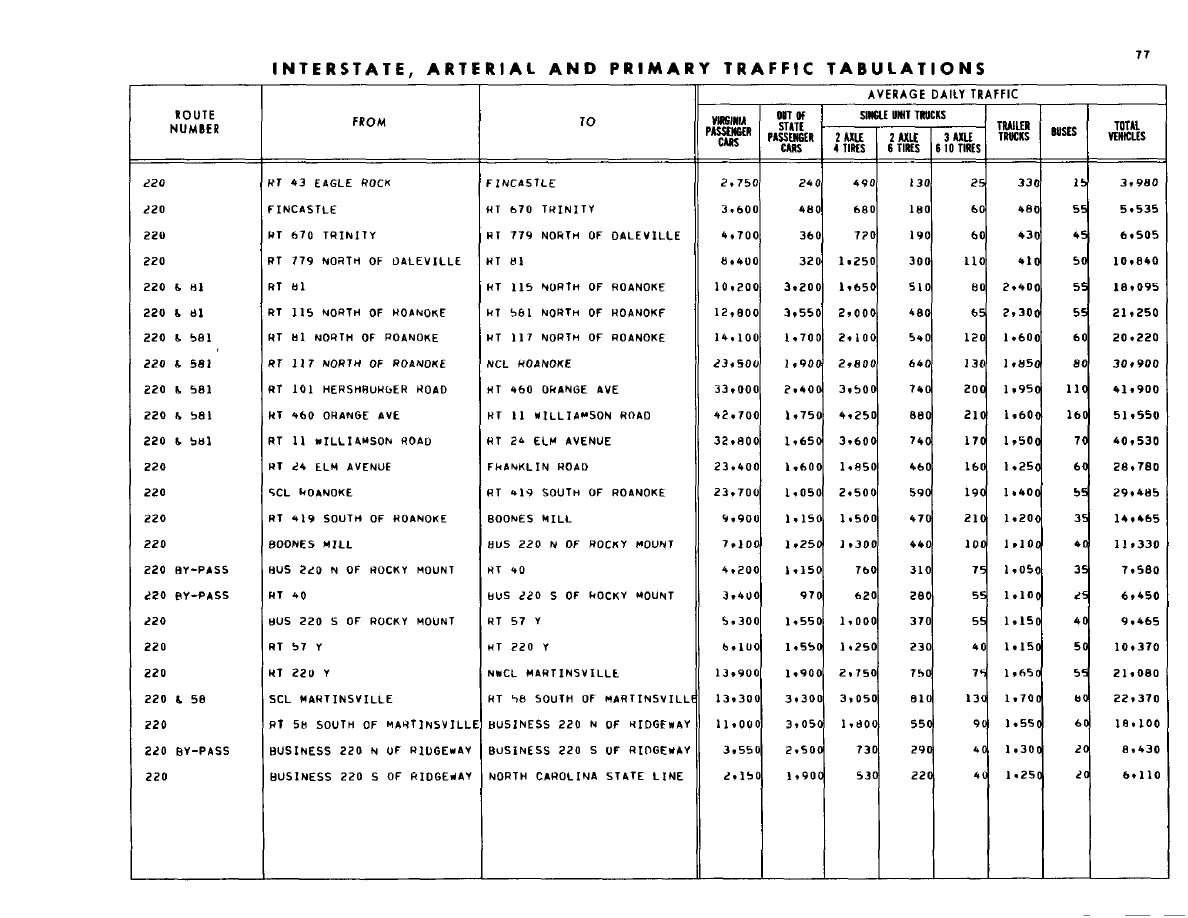 77
INTERSTATE, ARTERIAL AND PRIMARY TRAFFIC TABULATIONS
AVERAGE DAILY TRAFFIC
ROUTE NUMBER FROM TO VIRGINIA PASSENGER CARS OUT OF STATE PASSENGER CARS SINGLE UNIT TRUCKS 2 AXLE 4 TIRES 2 AXLE 6 TIRES 3 AXLE 6 10 TIRES TRAILER TRUCKS BUSES TOTAL VEHICLES
220 RT 43 EAGLE ROCK FINCASTLE 2,750 240 490 130 25 330 15 3,980
220 FINCASTLE RT 670 TRINITY 3,600 480 680 180 60 480 55 5,535
220 RT 670 TRINITY RT 779 NORTH OF DALEVILLE 4,700 360 720 190 60 430 45 6,505
220 RT 779 NORTH OF DALEVILLE RT 81 8,400 320 1,250 300 110 410 50 10,840
220 & 81 RT 81 RT 115 NORTH OF ROANOKE 10,200 3,200 1,650 510 80 2,400 55 18,095
220 & 81 RT 115 NORTH OF ROANOKE RT 581 NORTH OF ROANOKE 12,800 3,550 2,000 480 65 2,300 55 21,250
220 & 581 RT 81 NORTH OF ROANOKE RT 117 NORTH OF ROANOKE 14,100 1,700 2,100 540 120 1,600 60 20,220
220 & 581 RT 117 NORTH OF ROANOKE NCL ROANOKE 23,500 1,900 2,800 640 130 1,850 80 30,900
220 & 581 RT 101 HERSHBURGER ROAD RT 460 ORANGE AVE 33,000 2,400 3,500 740 200 1,950 110 41,900
220 & 581 RT 460 ORANGE AVE RT 11 WILLIAMSON ROAD 42,700 1,750 4,250 880 210 1,600 160 51,550
220 & 581 RT 11 WILLIAMSON ROAD RT 24 ELM AVENUE 32,800 1,650 3,600 740 170 1,500 70 40,530
220 RT 24 ELM AVENUE FRANKLIN ROAD 23,400 1,600 1,850 460 160 1,250 60 28,780
220 SCL ROANOKE RT 419 SOUTH OF ROANOKE 23,700 1,050 2,500 590 190 1,400 55 29,485
220 RT 419 SOUTH OF ROANOKE BOONES MILL 9,900 1,150 1,500 470 210 1,200 35 14,465
220 BOONES MILL BUS 220 N OF ROCKY MOUNT 7,100 1,250 1,300 440 100 1,100 40 11,330
220 BY-PASS BUS 220 N OF ROCKY MOUNT RT 40 4,200 1,150 760 310 75 1,050 35 7,580
220 BY-PASS RT 40 BUS 220 S OF ROCKY MOUNT 3,400 970 620 280 55 1,100 25 6,450
220 BUS 220 S OF ROCKY MOUNT RT 57 Y 5,300 1,550 1,000 370 55 1,150 40 9,465
220 RT 57 Y RT 220 Y 6,100 1,550 1,250 230 40 1,150 50 10,370
220 RT 220 Y NWCL MARTINSVILLE 13,900 1,900 2,750 750 75 1,650 55 21,080
220 & 58 SCL MARTINSVILLE RT 58 SOUTH OF MARTINSVILLE 13,300 3,300 3,050 810 130 1,700 80 22,370
220 RT 58 SOUTH OF MARTINSVILLE BUSINESS 220 N OF RIDGEWAY 11,000 3,050 1,800 550 90 1,550 60 18,100
220 BY-PASS BUSINESS 220 N OF RIDGEWAY BUSINESS 220 S OF RIDGEWAY 3,550 2,500 730 290 40 1,300 20 8,430
220 BUSINESS 220 S OF RIDGEWAY NORTH CAROLINA STATE LINE 2,150 1,900 530 220 40 1,250 20 6,110